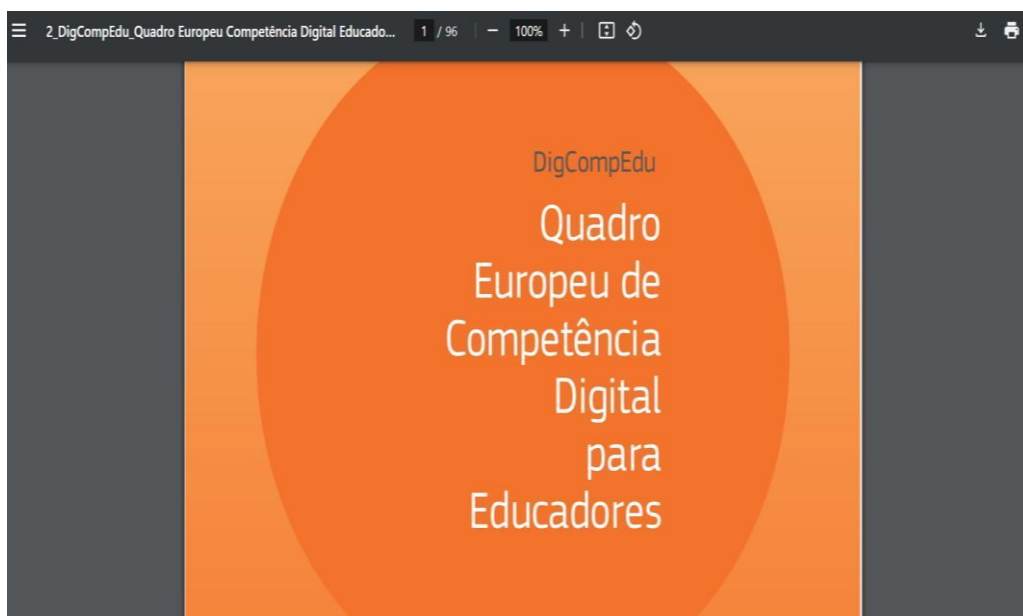 2_DigCompEdu_Quadro Europeu Competência Digital Educado... 1 / 96 100%
DigCompEdu
Quadro
Europeu de
Competência
Digital
para
Educadores